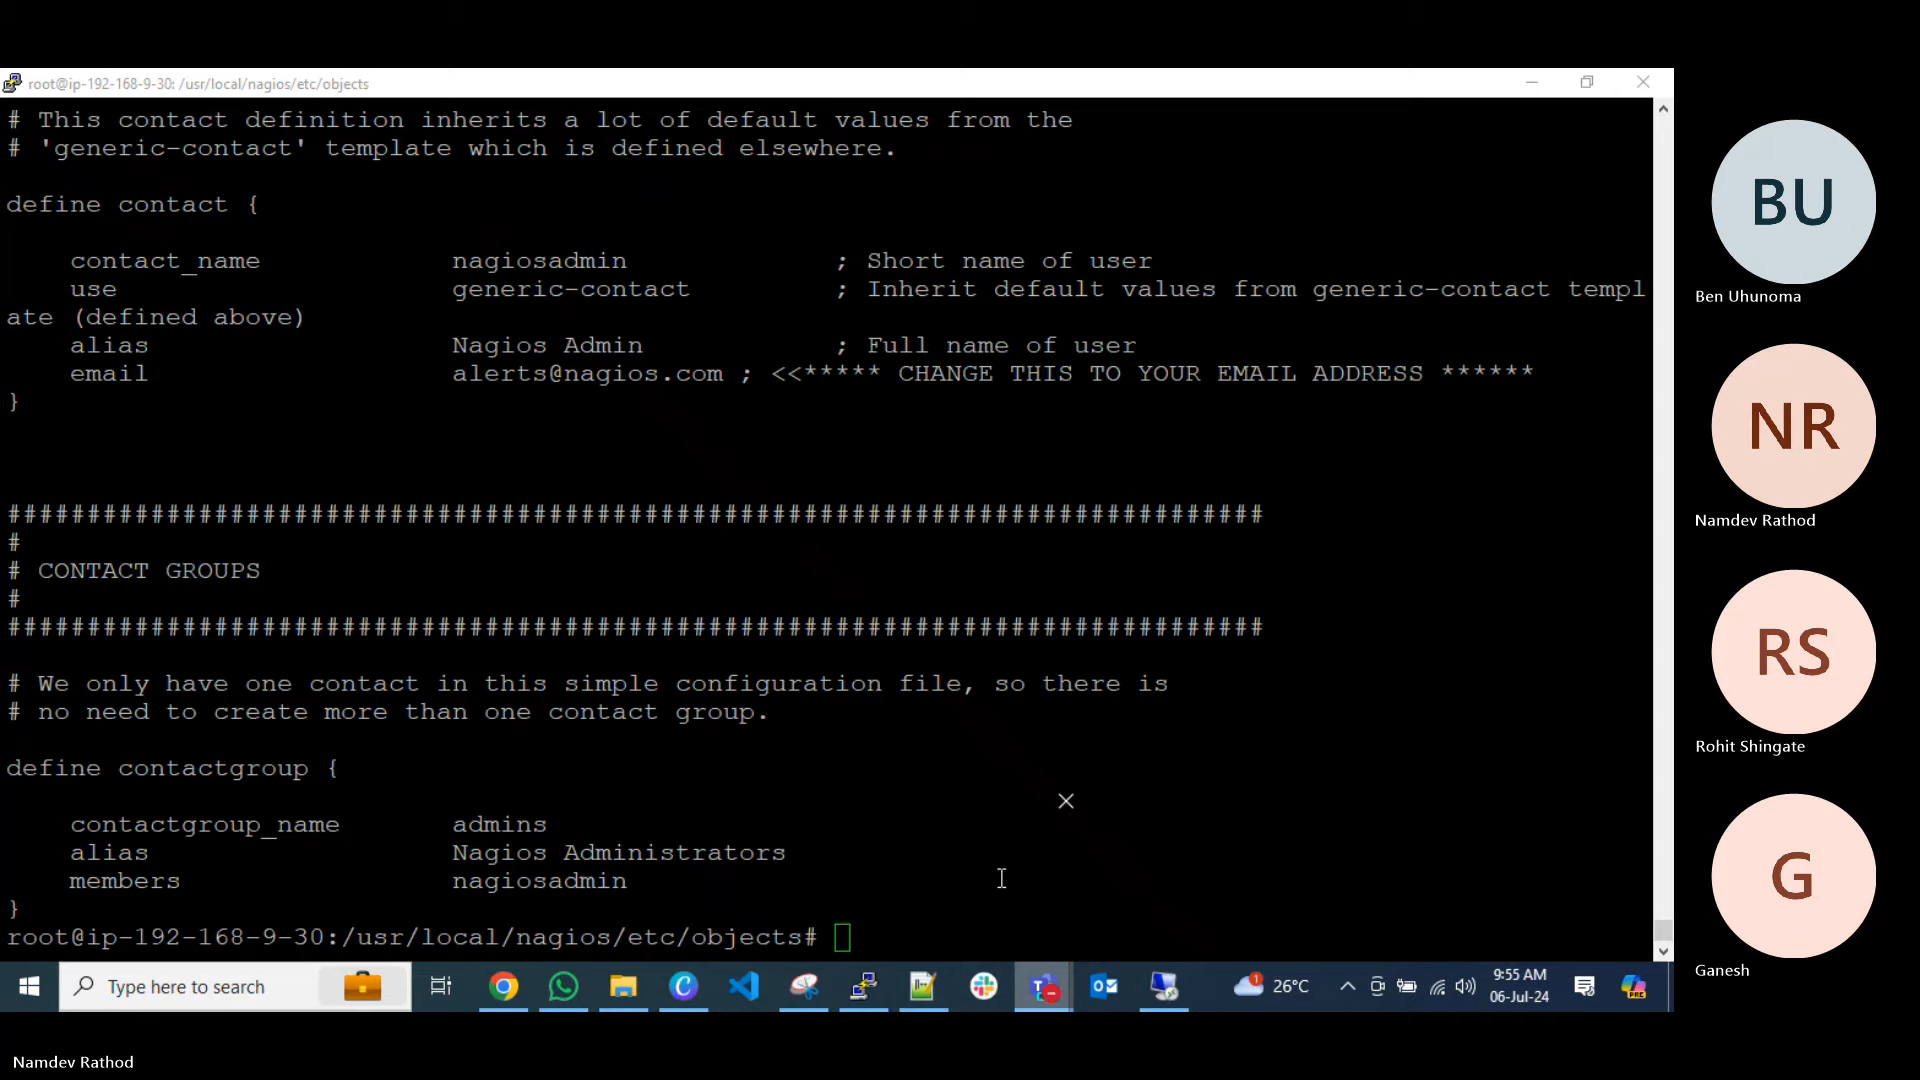 root@ip-192-168-9-30: /usr/local/nagios/etc/objects
# This contact definition inherits a lot of default values from the
# 'generic-contact' template which is defined elsewhere.
define contact {
contact_name nagiosadmin ; Short name of user
use generic-contact ; Inherit default values from generic-contact templ
ate (defined above)
alias Nagios Admin ; Full name of user
email alerts@nagios.com ; <<***** CHANGE THIS TO YOUR EMAIL ADDRESS ******
}
###############################################################################
#
# CONTACT GROUPS
#
###############################################################################
# We only have one contact in this simple configuration file, so there is
# no need to create more than one contact group.
define contactgroup {
contactgroup_name admins
alias Nagios Administrators
members nagiosadmin
}
root@ip-192-168-9-30:/usr/local/nagios/etc/objects#
Type here to search
1
26°C
9:55 AM
06-Jul-24
PRE
BU
Ben Uhunoma
NR
Namdev Rathod
RS
Rohit Shingate
G
Ganesh
Namdev Rathod